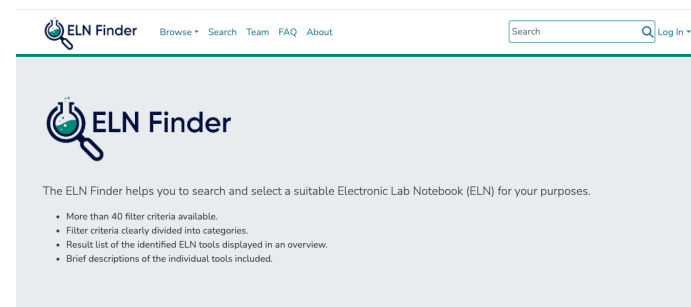 ELN Finder Browse Search Team FAQ About Search Log In
ELN Finder
The ELN Finder helps you to search and select a suitable Electronic Lab Notebook (ELN) for your purposes.
• More than 40 filter criteria available.
• Filter criteria clearly divided into categories.
• Result list of the identified ELN tools displayed in an overview.
• Brief descriptions of the individual tools included.